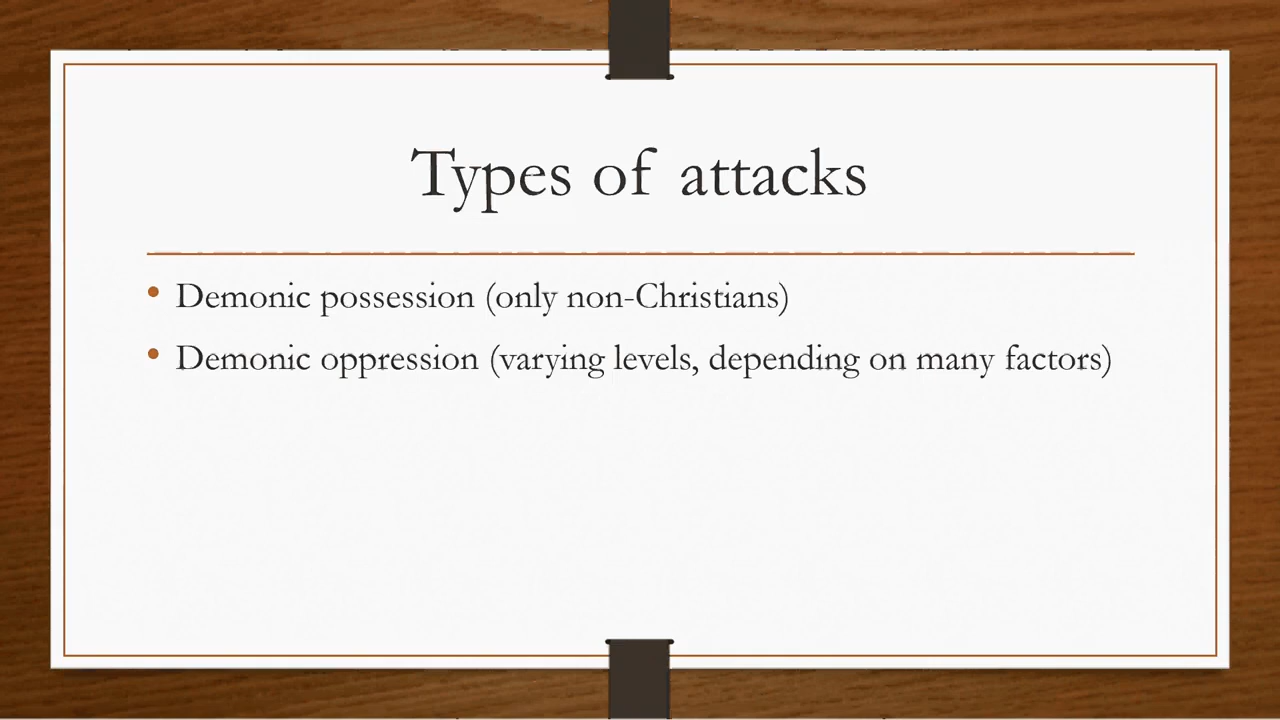 Types of attacks
• Demonic possession (only non-Christians)
• Demonic oppression (varying levels, depending on many factors)